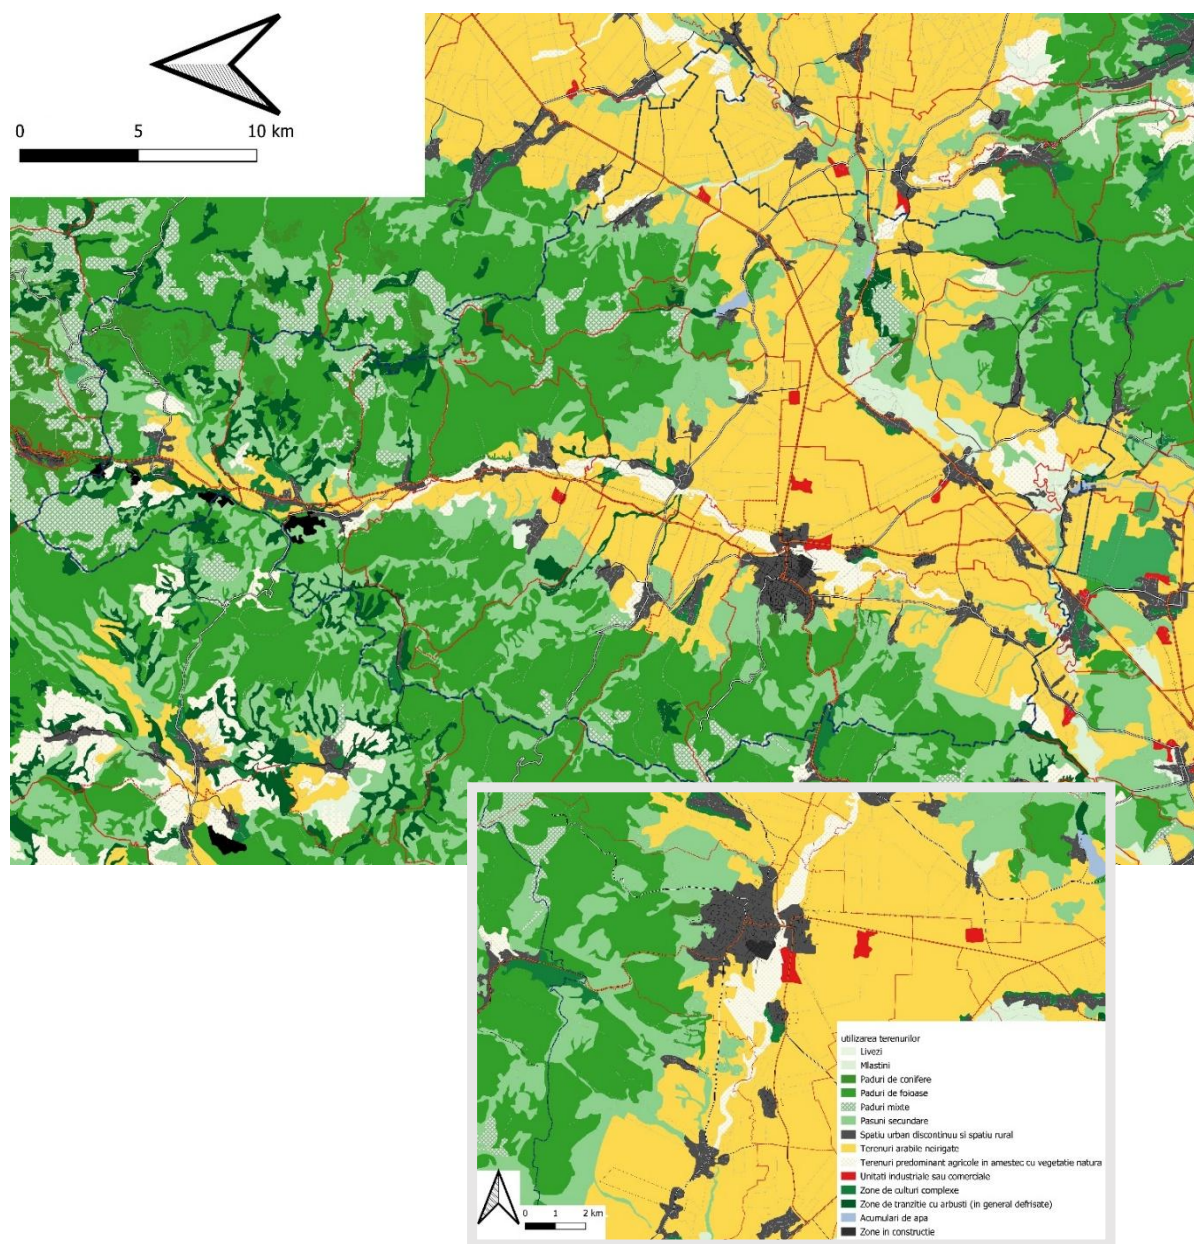 0 5 10 km
utilizarea terenurilor
Livezi
Mlastini
Paduri de conifere
Paduri de foioase
Paduri mixte
Pasuni secundare
Spatiu urban discontinuu si spatiu rural
Terenuri arabile neirigate
Terenuri predominant agricole in amestec cu vegetatie natura
Unitati industriale sau comerciale
Zone de culturi complexe
Zone de tranzitie cu arbusti (in general defrisate)
Acumulari de apa
Zone in constructie
0 1 2 km